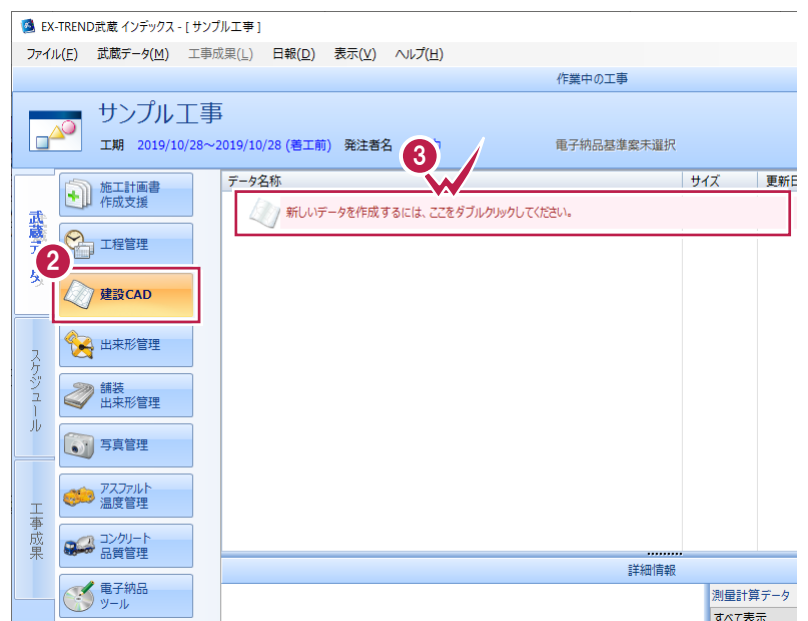 EX-TREND武蔵 インデックス - [ サンプル工事 ]
ファイル(F) 武蔵データ(M) 工事成果(L) 日報(D) 表示(V) ヘルプ(H)
作業中の工事
サンプル工事
工期 2019/10/28～2019/10/28 (着工前) 発注者名
電子納品基準案未選択
3
武蔵デ
タ
スケジュール
工事成果
施工計画書
作成支援
工程管理
2
建設CAD
出来形管理
舗装
出来形管理
写真管理
アスファルト
温度管理
コンクリート
品質管理
電子納品
ツール
データ名称 サイズ 更新日
新しいデータを作成するには、ここをダブルクリックしてください。
詳細情報
測量計算データ
すべて表示